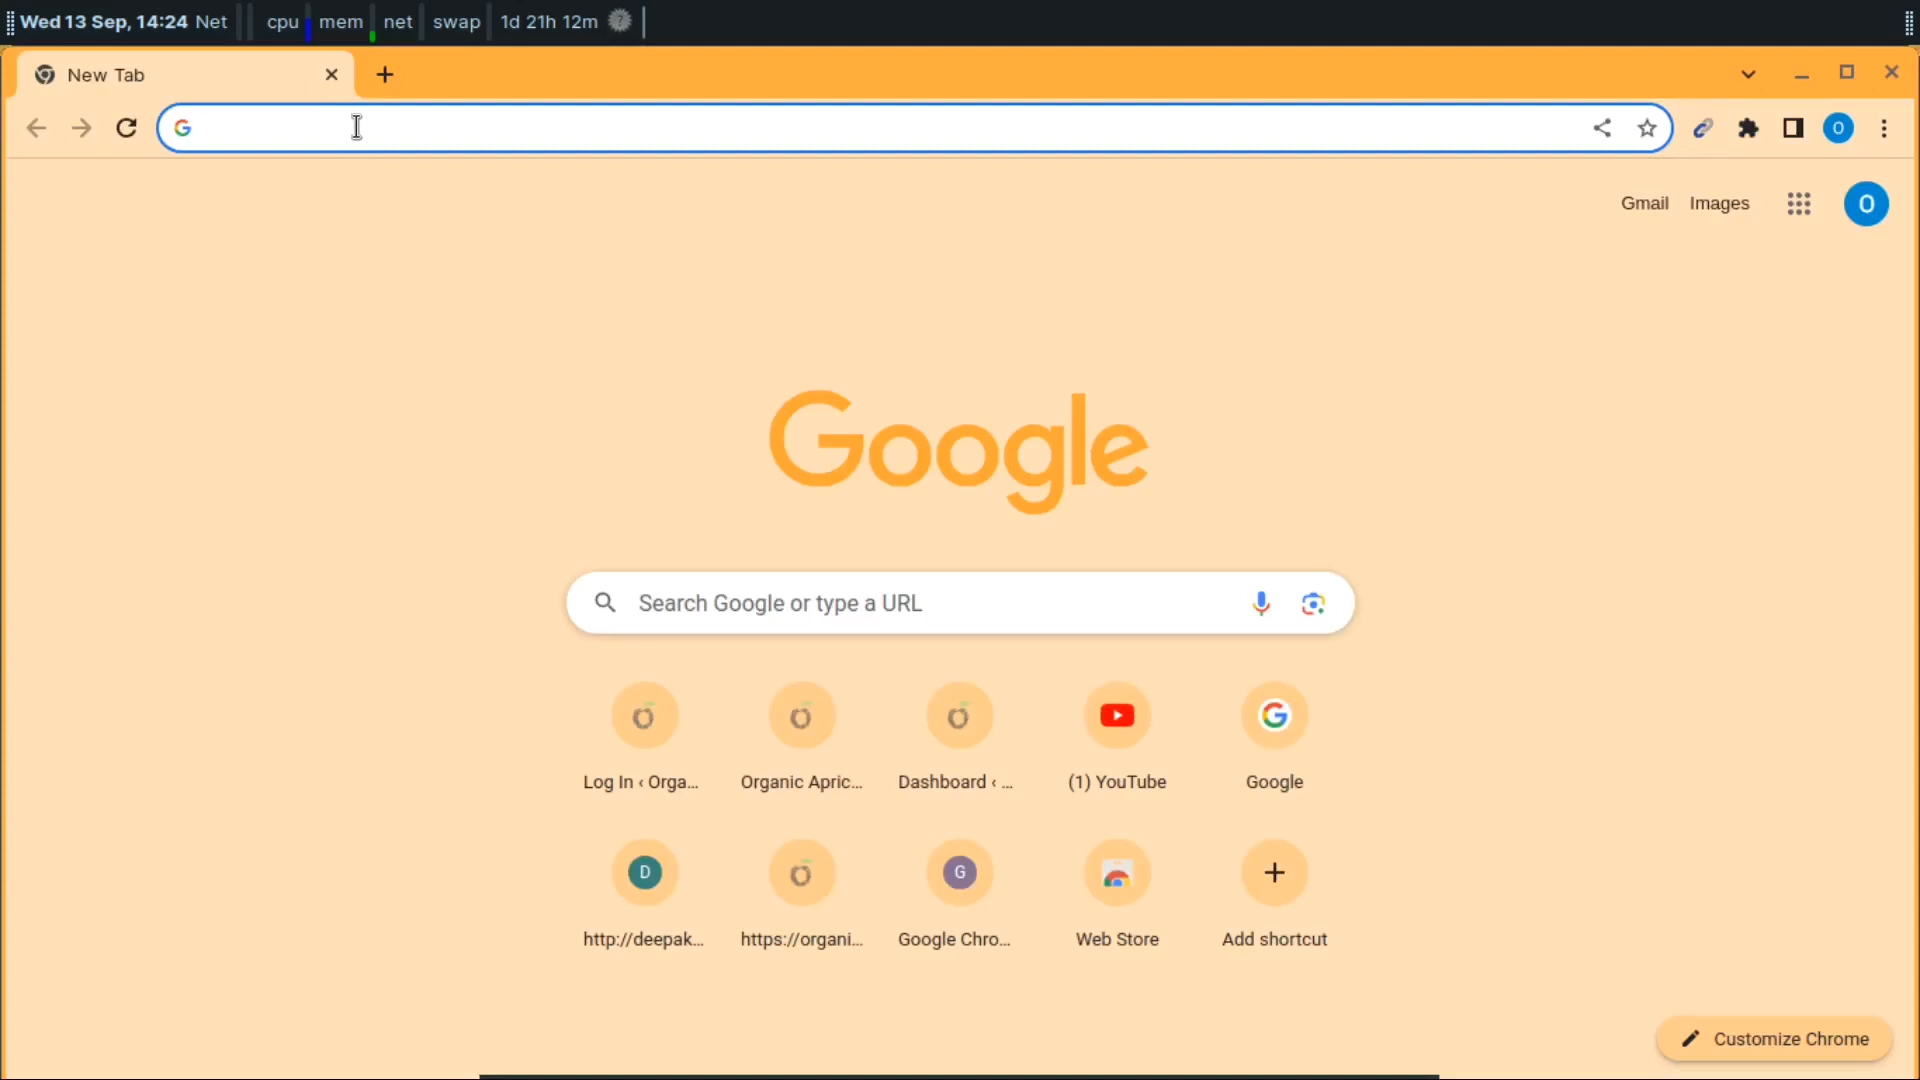 Wed 13 Sep, 14:24 Net cpu mem net swap 1d 21h 12m
New Tab
Gmail Images O
Google
Search Google or type a URL
Log In ‹ Orga... Organic Apric... Dashboard ‹ ... (1) YouTube Google
D G
http://deepak... https://organi... Google Chro... Web Store Add shortcut
Customize Chrome